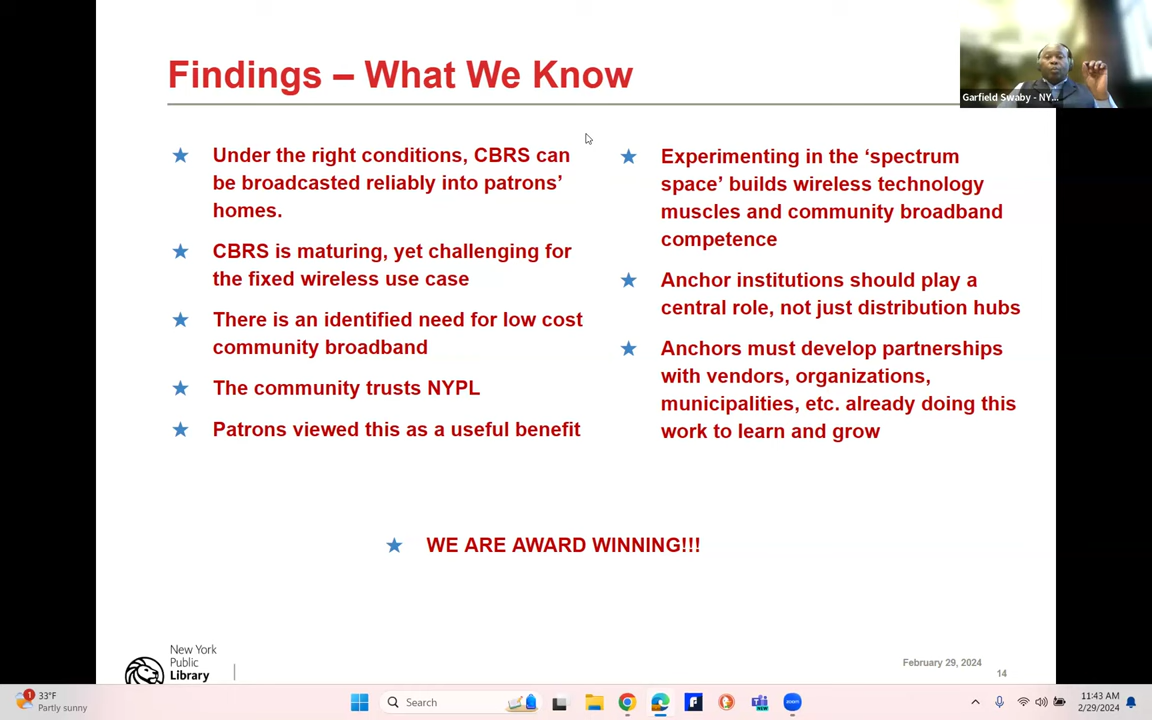 Findings – What We Know
Garfield Swaby - NY...
Under the right conditions, CBRS can
be broadcasted reliably into patrons’
homes.
CBRS is maturing, yet challenging for
the fixed wireless use case
There is an identified need for low cost
community broadband
The community trusts NYPL
Patrons viewed this as a useful benefit
Experimenting in the ‘spectrum
space’ builds wireless technology
muscles and community broadband
competence
Anchor institutions should play a
central role, not just distribution hubs
Anchors must develop partnerships
with vendors, organizations,
municipalities, etc. already doing this
work to learn and grow
WE ARE AWARD WINNING!!!
New York
Public
Library
February 29, 2024
14
1
33°F
Partly sunny
Search
zoom
NEW
11:43 AM
2/29/2024